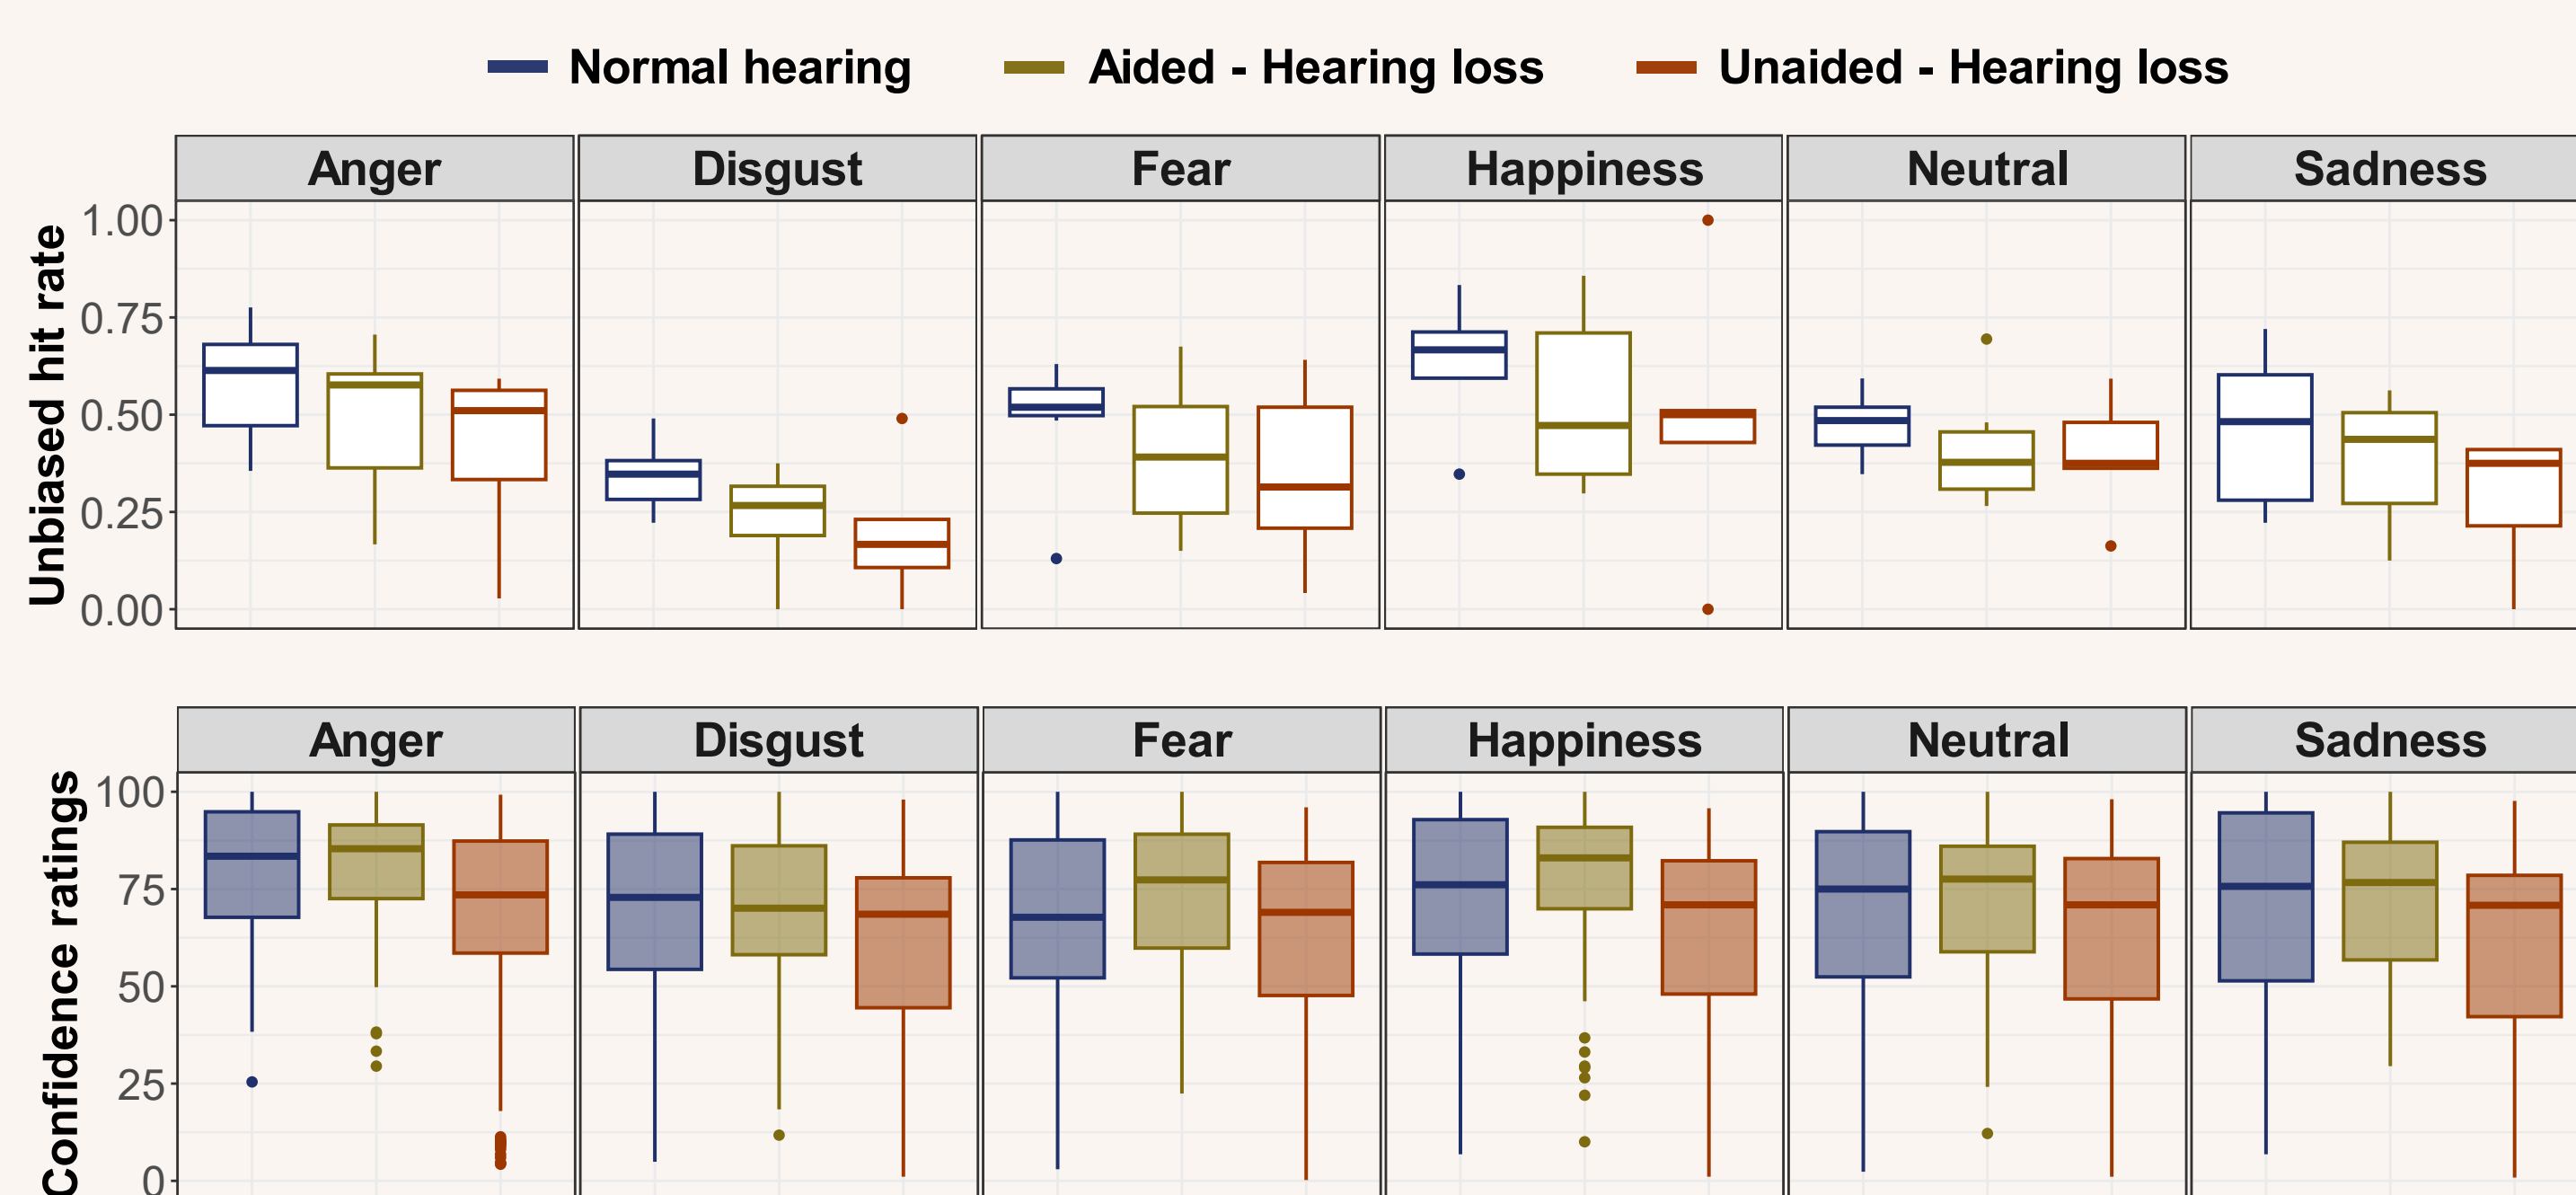 Normal hearing Aided - Hearing loss Unaided - Hearing loss
Anger Disgust Fear Happiness Neutral Sadness
Unbiased hit rate
1.00
0.75
0.50
0.25
0.00
Anger Disgust Fear Happiness Neutral Sadness
Confidence ratings
100
75
50
25
0